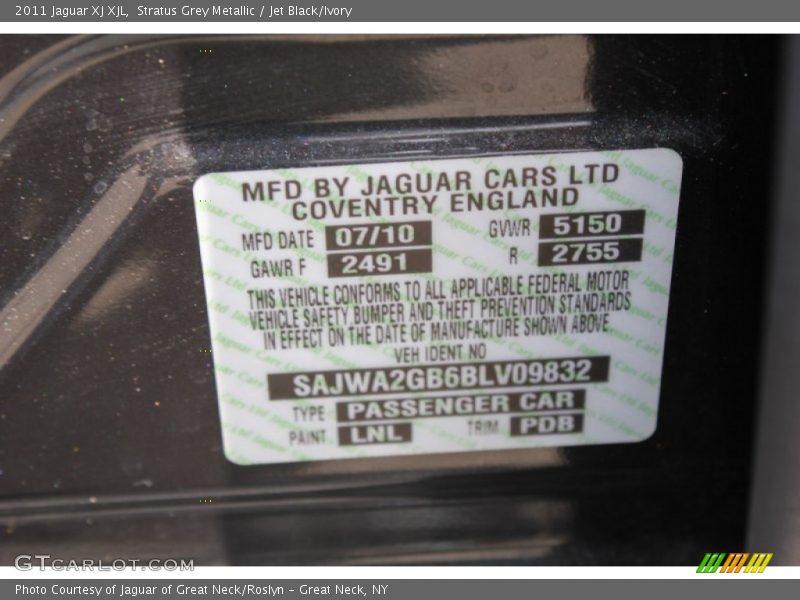 2011 Jaguar XJ XJL, Stratus Grey Metallic / Jet Black/Ivory
MFD BY JAGUAR CARS LTD
COVENTRY ENGLAND
MFD DATE 07/10 GVWR 5150
GAWR F 2491 R 2755
THIS VEHICLE CONFORMS TO ALL APPLICABLE FEDERAL MOTOR
VEHICLE SAFETY BUMPER AND THEFT PREVENTION STANDARDS
IN EFFECT ON THE DATE OF MANUFACTURE SHOWN ABOVE
VEH IDENT NO
SAJWA2GB6BLV09832
TYPE PASSENGER CAR
PAINT LNL TRIM PDB
GTCARLOT.COM
Photo Courtesy of Jaguar of Great Neck/Roslyn - Great Neck, NY